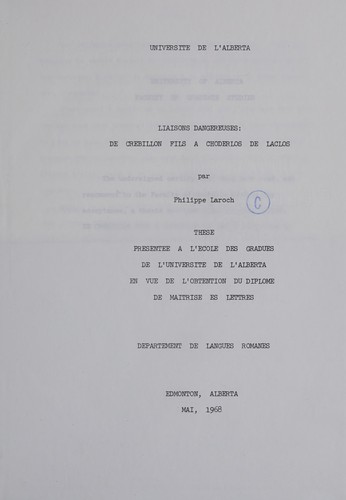 UNIVERSITE DE L'ALBERTA
LIAISONS DANGEREUSES:
DE CREBILLON FILS A CHODERLOS DE LACLOS
par
Philippe Laroch
C
THESE
PRESENTEE A L'ECOLE DES GRADUES
DE L'UNIVERSITE DE L'ALBERTA
EN VUE DE L'OBTENTION DU DIPLOME
DE MAITRISE ES LETTRES
DEPARTEMENT DE LANGUES ROMANES
EDMONTON, ALBERTA
MAI, 1968